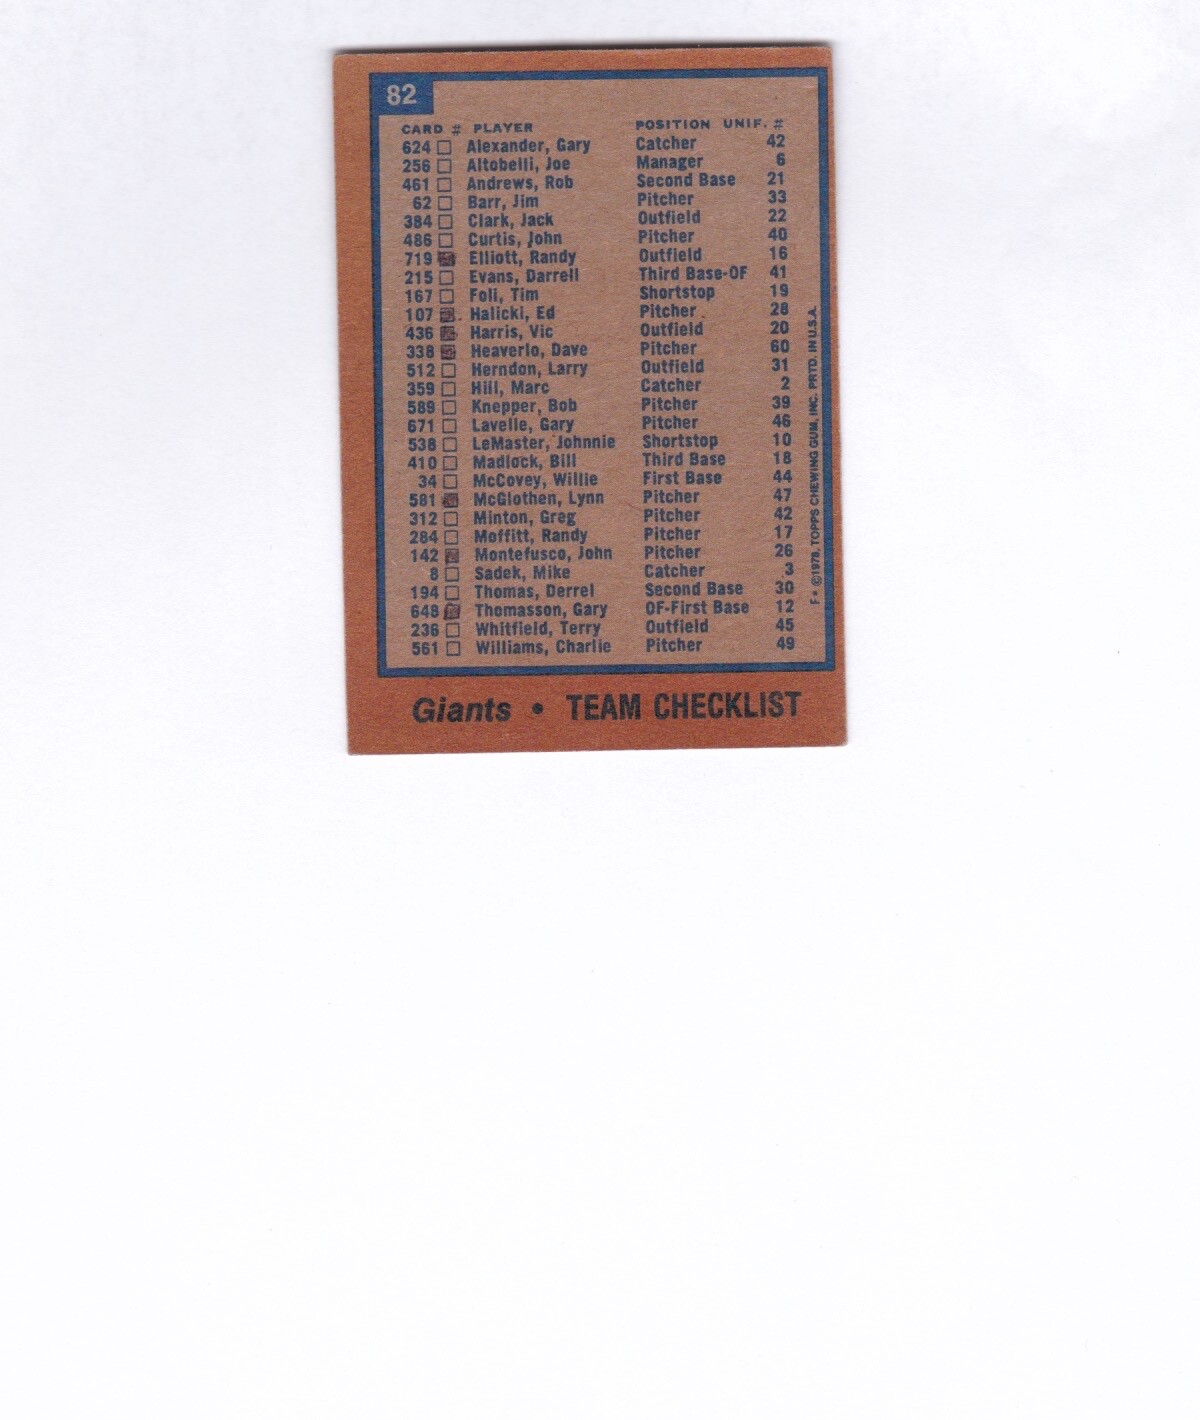 82
CARD # PLAYER POSITION UNIF. #
624 Alexander, Gary Catcher 42
256 Altobelli, Joe Manager 6
461 Andrews, Rob Second Base 21
62 Barr, Jim Pitcher 33
384 Clark, Jack Outfield 22
486 Curtis, John Pitcher 40
719 Elliott, Randy Outfield 16
215 Evans, Darrell Third Base-OF 41
167 Foli, Tim Shortstop 19
107 Halicki, Ed Pitcher 28
436 Harris, Vic Outfield 20
338 Heaverlo, Dave Pitcher 60
512 Herndon, Larry Outfield 31
359 Hill, Marc Catcher 2
589 Knepper, Bob Pitcher 39
671 Lavelle, Gary Pitcher 46
538 LeMaster, Johnnie Shortstop 10
410 Madlock, Bill Third Base 18
34 McCovey, Willie First Base 44
581 McGlothen, Lynn Pitcher 47
312 Minton, Greg Pitcher 42
284 Moffitt, Randy Pitcher 17
142 Montefusco, John Pitcher 26
8 Sadek, Mike Catcher 3
194 Thomas, Derrel Second Base 30
648 Thomasson, Gary OF-First Base 12
236 Whitfield, Terry Outfield 45
561 Williams, Charlie Pitcher 49
F* ©1978, TOPPS CHEWING GUM, INC. PRTD. IN U.S.A.
Giants • TEAM CHECKLIST